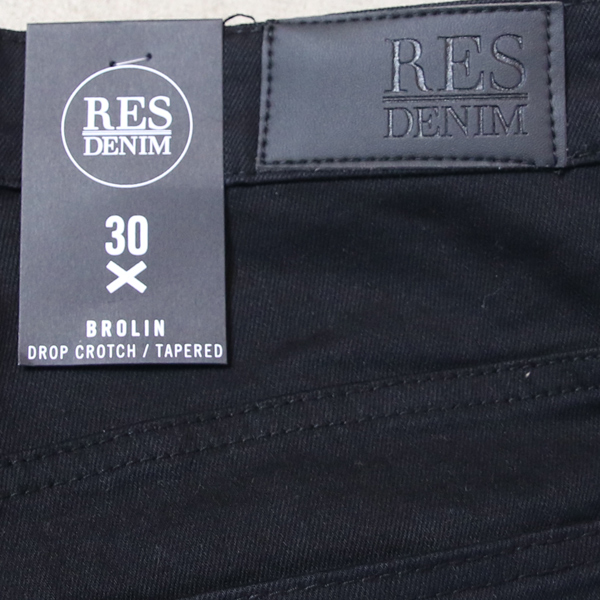 RES
DENIM
30
X
BROLIN
DROP CROTCH / TAPERED
RES
DENIM